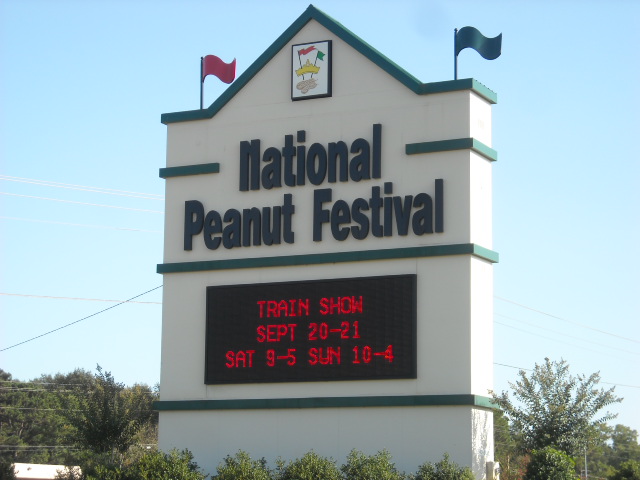 National
Peanut Festival
TRAIN SHOW
SEPT 20-21
SAT 9-5 SUN 10-4